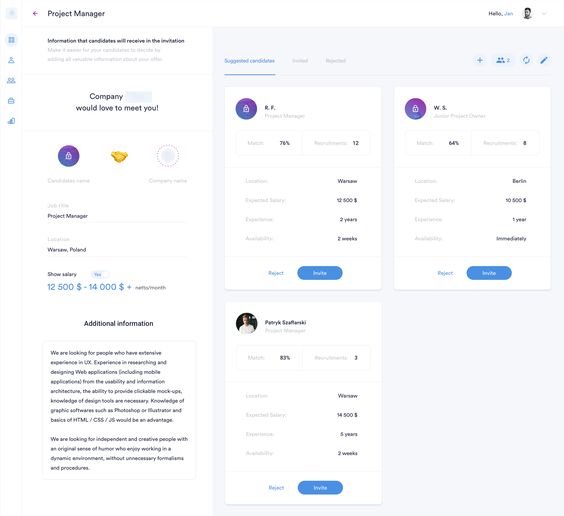 Project Manager
Hello, Jan
Information that candidates will receive in the invitation
Make it easier for your candidates to decide by
adding all valuable information about your offer.
Company
would love to meet you!
Candidates name
Company name
Job title
Project Manager
Location
Warsaw, Poland
Show salary
Yes
12 500 $ - 14 000 $ + netto/month
Additional information
We are looking for people who have extensive
experience in UX. Experience in researching and
designing Web applications (including mobile
applications) from the usability and information
architecture, the ability to provide clickable mock-ups,
knowledge of design tools are necessary. Knowledge of
graphic softwares such as Photoshop or Illustrator and
basics of HTML / CSS / JS would be an advantage.
We are looking for independent and creative people with
an original sense of humor who enjoy working in a
dynamic environment, without unnecessary formalisms
and procedures.
Suggested candidates
Invited
Rejected
2
R. F.
Project Manager
Match: 76%
Recruitments: 12
Location: Warsaw
Expected Salary: 12 500 $
Experience: 2 years
Availability: 2 weeks
Reject
Invite
W. S.
Junior Project Owner
Match: 64%
Recruitments: 8
Location: Berlin
Expected Salary: 10 500 $
Experience: 1 year
Availability: Immediately
Reject
Invite
Patryk Szaflarski
Project Manager
Match: 83%
Recruitments: 3
Location: Warsaw
Expected Salary: 14 500 $
Experience: 5 years
Availability: 2 weeks
Reject
Invite